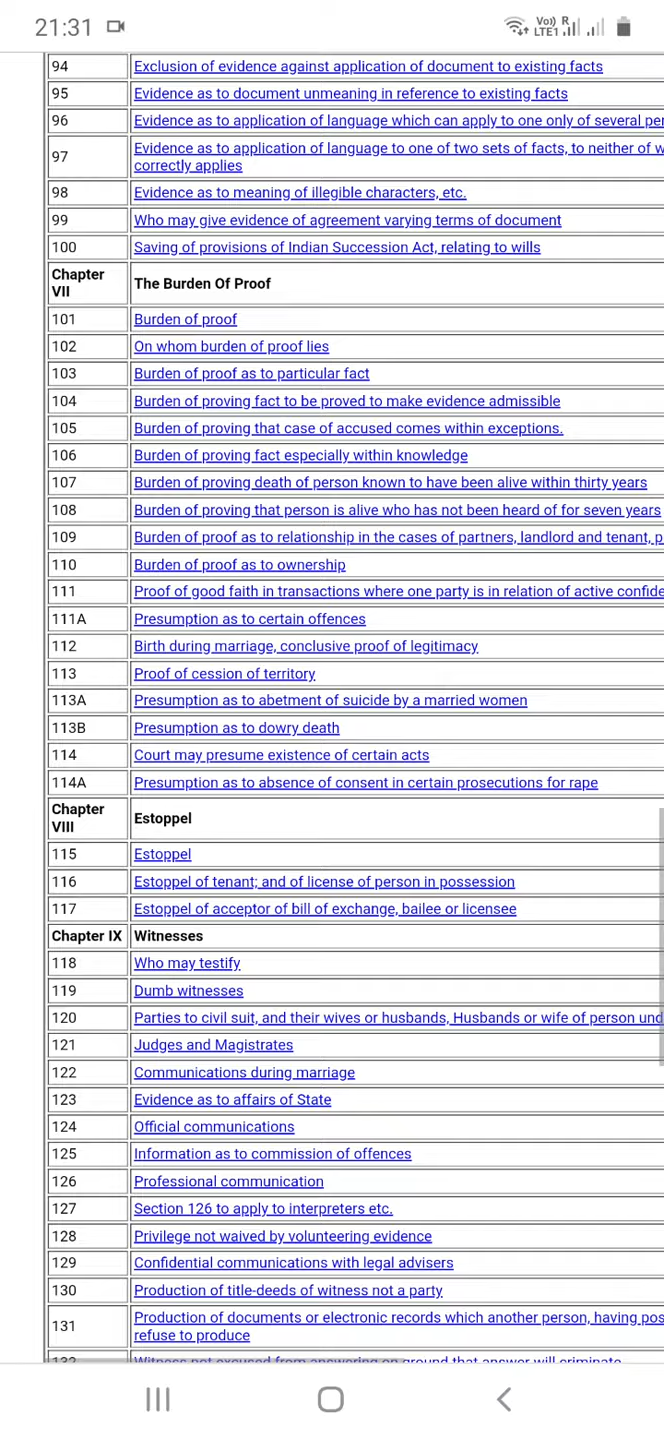 21:31
Vo)) R
LTE1
94 Exclusion of evidence against application of document to existing facts
95 Evidence as to document unmeaning in reference to existing facts
96 Evidence as to application of language which can apply to one only of several per
97 Evidence as to application of language to one of two sets of facts, to neither of w
correctly applies
98 Evidence as to meaning of illegible characters, etc.
99 Who may give evidence of agreement varying terms of document
100 Saving of provisions of Indian Succession Act, relating to wills
Chapter
VII
The Burden Of Proof
101 Burden of proof
102 On whom burden of proof lies
103 Burden of proof as to particular fact
104 Burden of proving fact to be proved to make evidence admissible
105 Burden of proving that case of accused comes within exceptions.
106 Burden of proving fact especially within knowledge
107 Burden of proving death of person known to have been alive within thirty years
108 Burden of proving that person is alive who has not been heard of for seven years
109 Burden of proof as to relationship in the cases of partners, landlord and tenant, p
110 Burden of proof as to ownership
111 Proof of good faith in transactions where one party is in relation of active confide
111A Presumption as to certain offences
112 Birth during marriage, conclusive proof of legitimacy
113 Proof of cession of territory
113A Presumption as to abetment of suicide by a married women
113B Presumption as to dowry death
114 Court may presume existence of certain acts
114A Presumption as to absence of consent in certain prosecutions for rape
Chapter
VIII
Estoppel
115 Estoppel
116 Estoppel of tenant; and of license of person in possession
117 Estoppel of acceptor of bill of exchange, bailee or licensee
Chapter IX Witnesses
118 Who may testify
119 Dumb witnesses
120 Parties to civil suit, and their wives or husbands, Husbands or wife of person und
121 Judges and Magistrates
122 Communications during marriage
123 Evidence as to affairs of State
124 Official communications
125 Information as to commission of offences
126 Professional communication
127 Section 126 to apply to interpreters etc.
128 Privilege not waived by volunteering evidence
129 Confidential communications with legal advisers
130 Production of title-deeds of witness not a party
131 Production of documents or electronic records which another person, having pos
refuse to produce
132 Witness not excused from answering on ground that answer will criminate